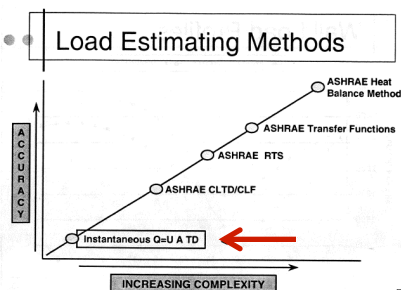 Load Estimating Methods
ASHRAE Heat
Balance Method
ASHRAE Transfer Functions
ASHRAE RTS
ASHRAE CLTD/CLF
Instantaneous Q=U A TD
ACCURACY
INCREASING COMPLEXITY